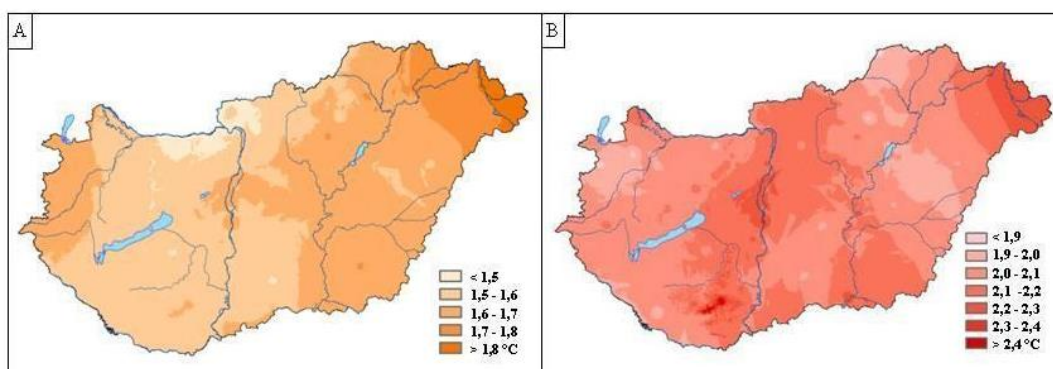 A
< 1,5
1,5 - 1,6
1,6 - 1,7
1,7 - 1,8
> 1,8 °C
B
< 1,9
1,9 - 2,0
2,0 - 2,1
2,1 -2,2
2,2 - 2,3
2,3 - 2,4
> 2,4 °C